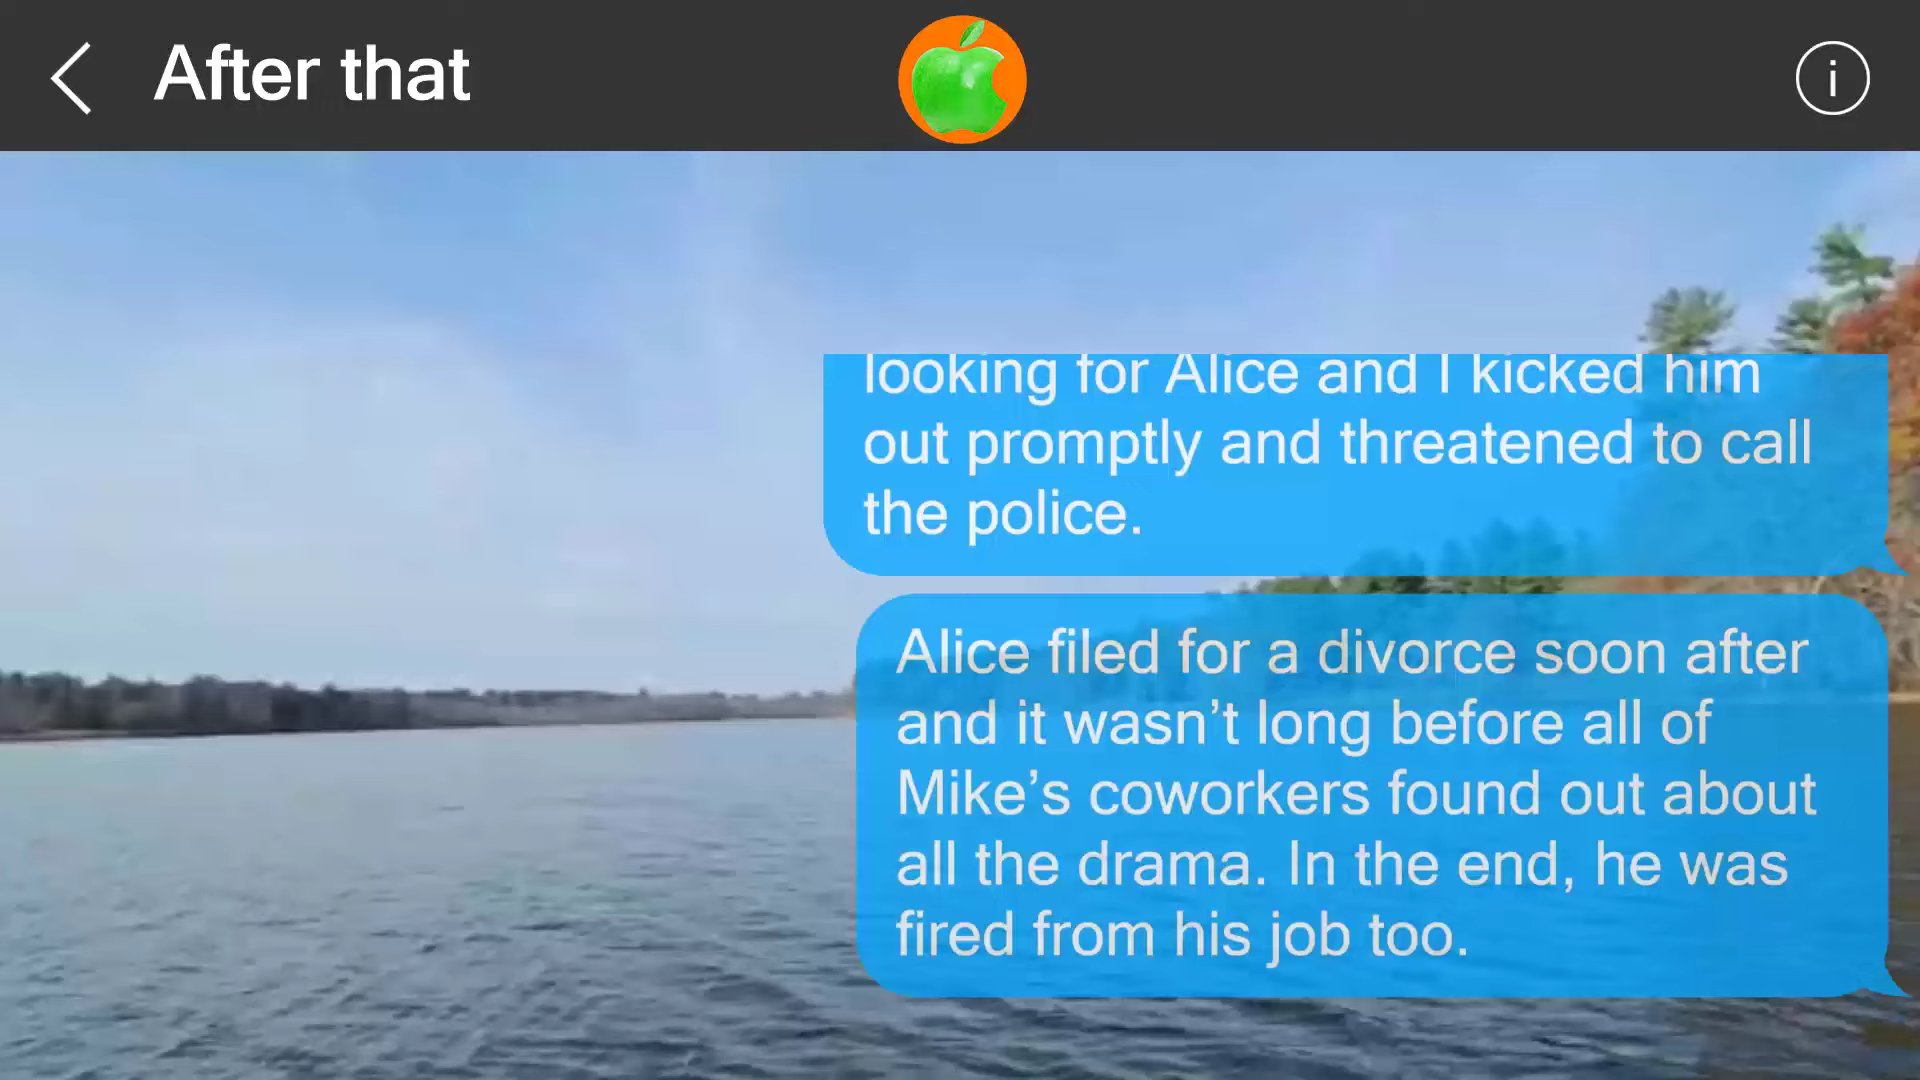 After that
i
looking for Alice and I kicked him
out promptly and threatened to call
the police.
Alice filed for a divorce soon after
and it wasn’t long before all of
Mike’s coworkers found out about
all the drama. In the end, he was
fired from his job too.